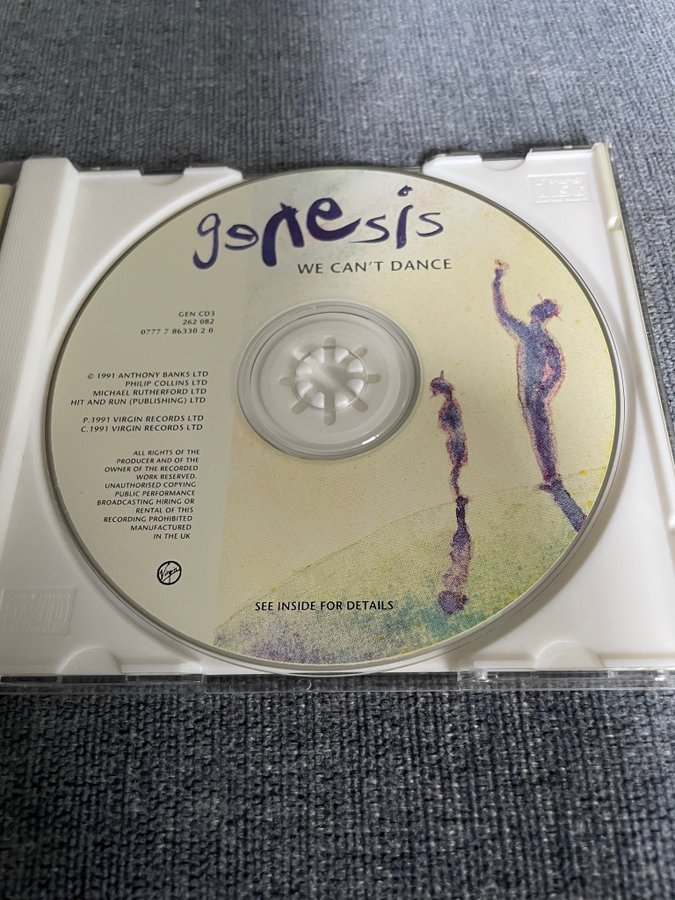 genesis
WE CAN'T DANCE
GEN CD3
262 082
0777 7 86330 2 0
© 1991 ANTHONY BANKS LTD
PHILIP COLLINS LTD
MICHAEL RUTHERFORD LTD
HIT AND RUN (PUBLISHING) LTD
P.1991 VIRGIN RECORDS LTD
C.1991 VIRGIN RECORDS LTD
ALL RIGHTS OF THE
PRODUCER AND OF THE
OWNER OF THE RECORDED
WORK RESERVED.
UNAUTHORISED COPYING
PUBLIC PERFORMANCE
BROADCASTING HIRING OR
RENTAL OF THIS
RECORDING PROHIBITED
MANUFACTURED
IN THE UK
Virgin
SEE INSIDE FOR DETAILS